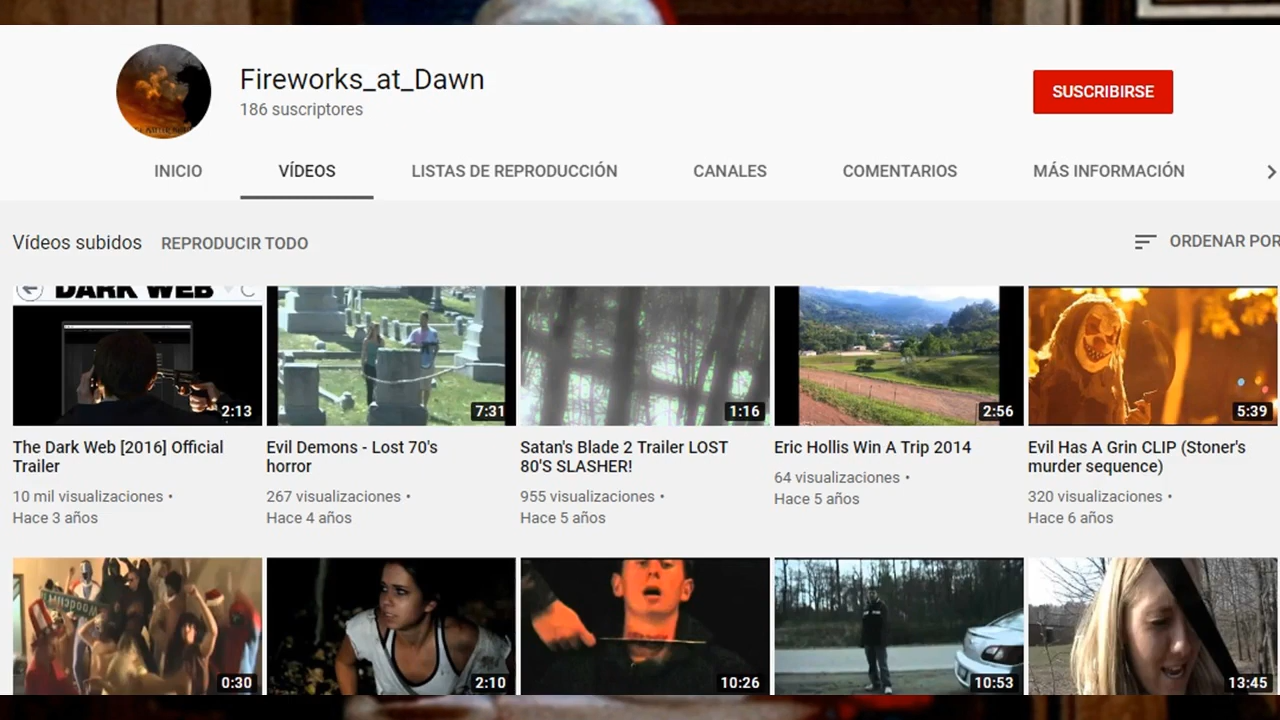 Fireworks_at_Dawn
186 suscriptores
SUSCRIBIRSE
INICIO VÍDEOS LISTAS DE REPRODUCCIÓN CANALES COMENTARIOS MÁS INFORMACIÓN
Vídeos subidos REPRODUCIR TODO ORDENAR POR
DARK WEB
2:13 7:31 1:16 2:56 5:39
The Dark Web [2016] Official
Trailer
10 mil visualizaciones •
Hace 3 años
Evil Demons - Lost 70's
horror
267 visualizaciones •
Hace 4 años
Satan's Blade 2 Trailer LOST
80'S SLASHER!
955 visualizaciones •
Hace 5 años
Eric Hollis Win A Trip 2014
64 visualizaciones •
Hace 5 años
Evil Has A Grin CLIP (Stoner's
murder sequence)
320 visualizaciones •
Hace 6 años
0:30 2:10 10:26 10:53 13:45